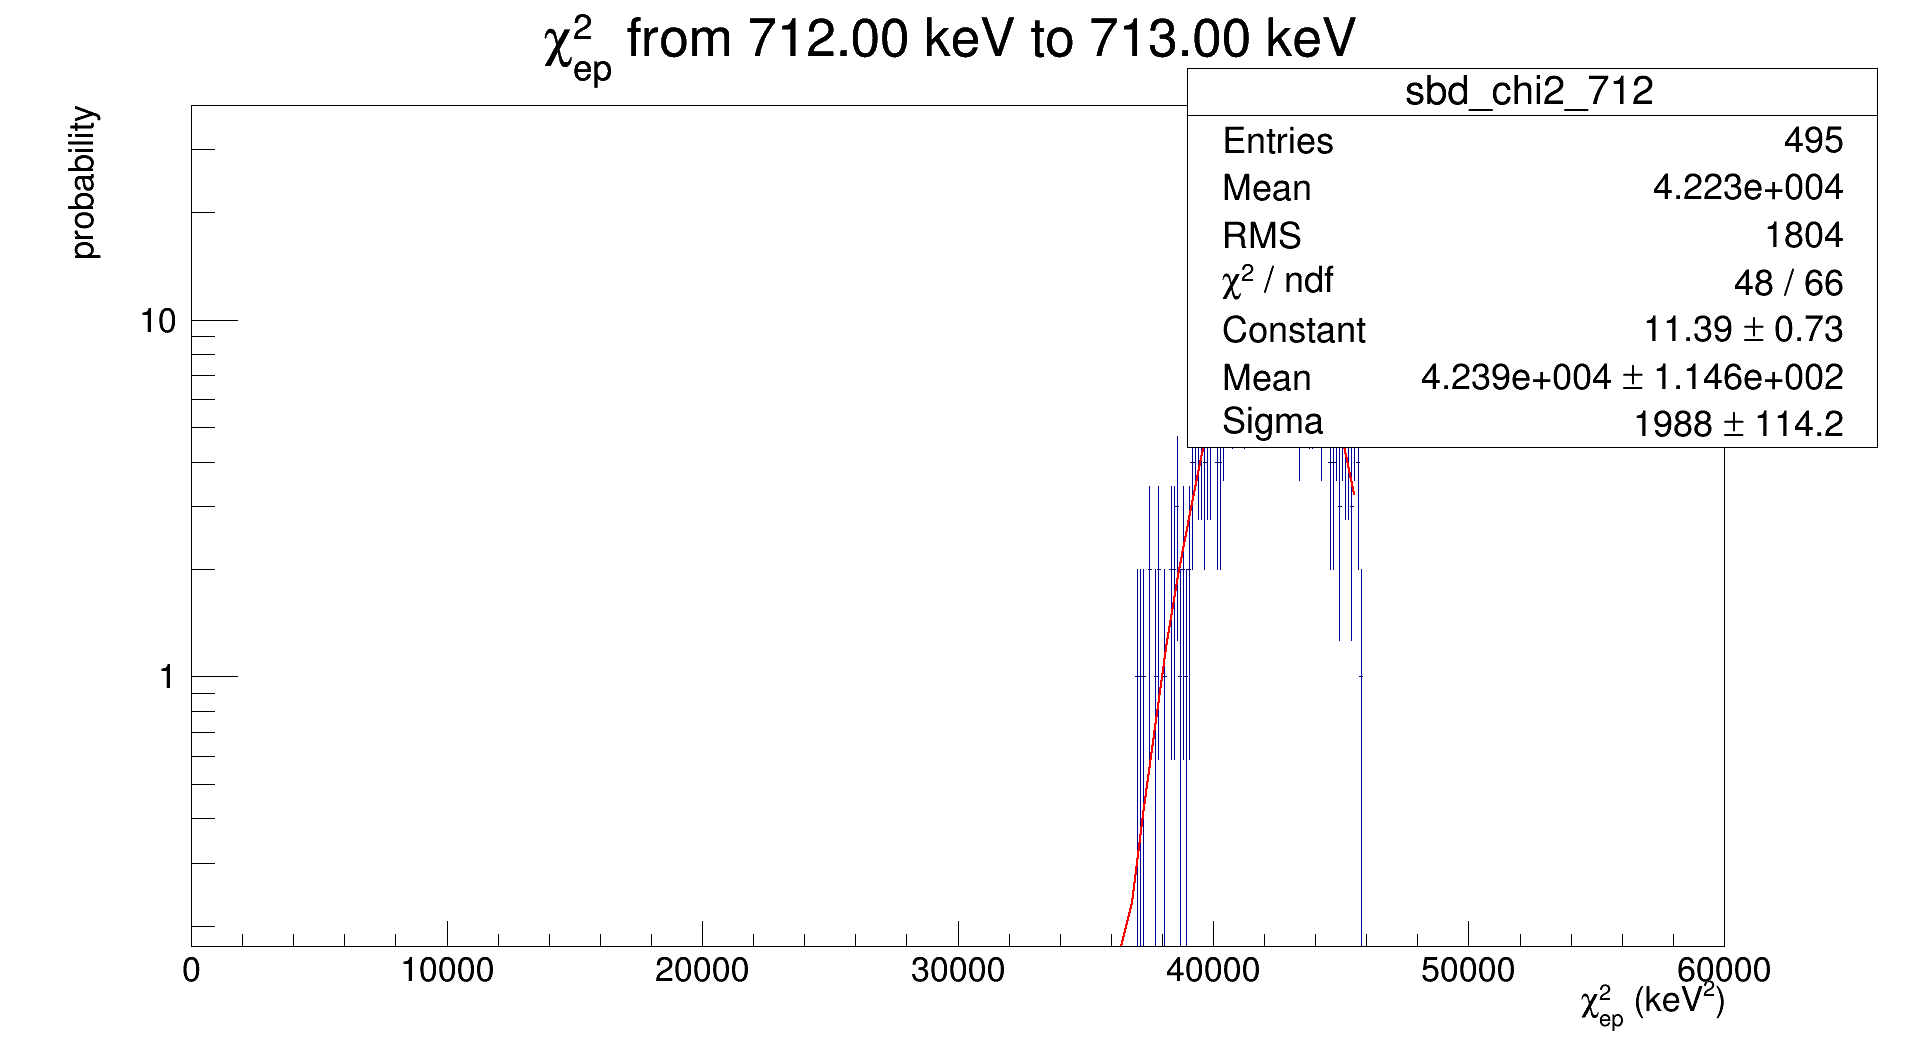 χ²ep from 712.00 keV to 713.00 keV
sbd_chi2_712
Entries 495
Mean 4.223e+004
RMS 1804
χ² / ndf 48 / 66
Constant 11.39 ± 0.73
Mean 4.239e+004 ± 1.146e+002
Sigma 1988 ± 114.2
probability
10
1
0 10000 20000 30000 40000 50000 60000
χ²ep (keV²)